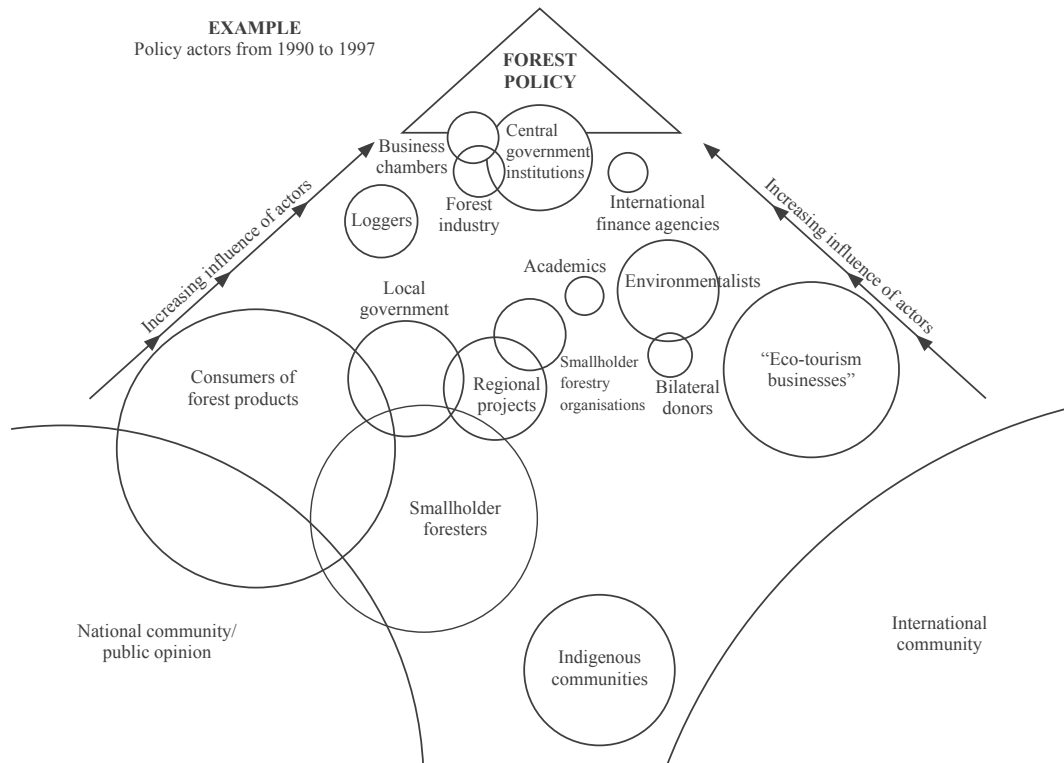 EXAMPLE
Policy actors from 1990 to 1997
FOREST
POLICY
Business
chambers
Central
government
institutions
Forest
industry
Loggers
International
finance agencies
Increasing influence of actors
Increasing influence of actors
Academics
Environmentalists
Local
government
Consumers of
forest products
Regional
projects
Smallholder
forestry
organisations
Bilateral
donors
“Eco-tourism
businesses”
Smallholder
foresters
National community/
public opinion
Indigenous
communities
International
community